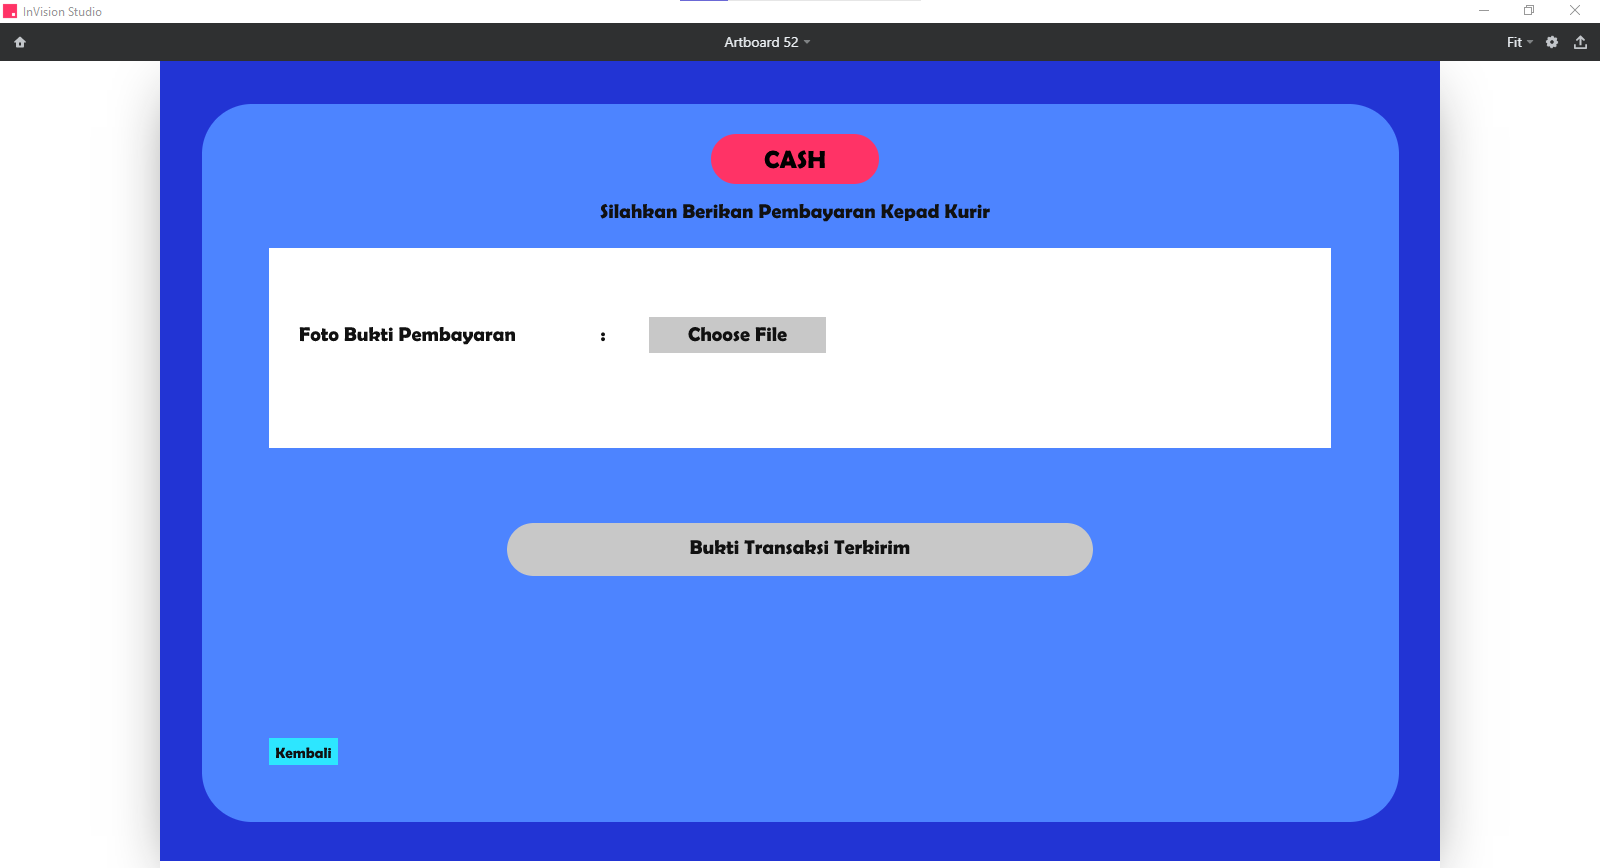 InVision Studio
Artboard 52
Fit
CASH
Silahkan Berikan Pembayaran Kepad Kurir
Foto Bukti Pembayaran : Choose File
Bukti Transaksi Terkirim
Kembali